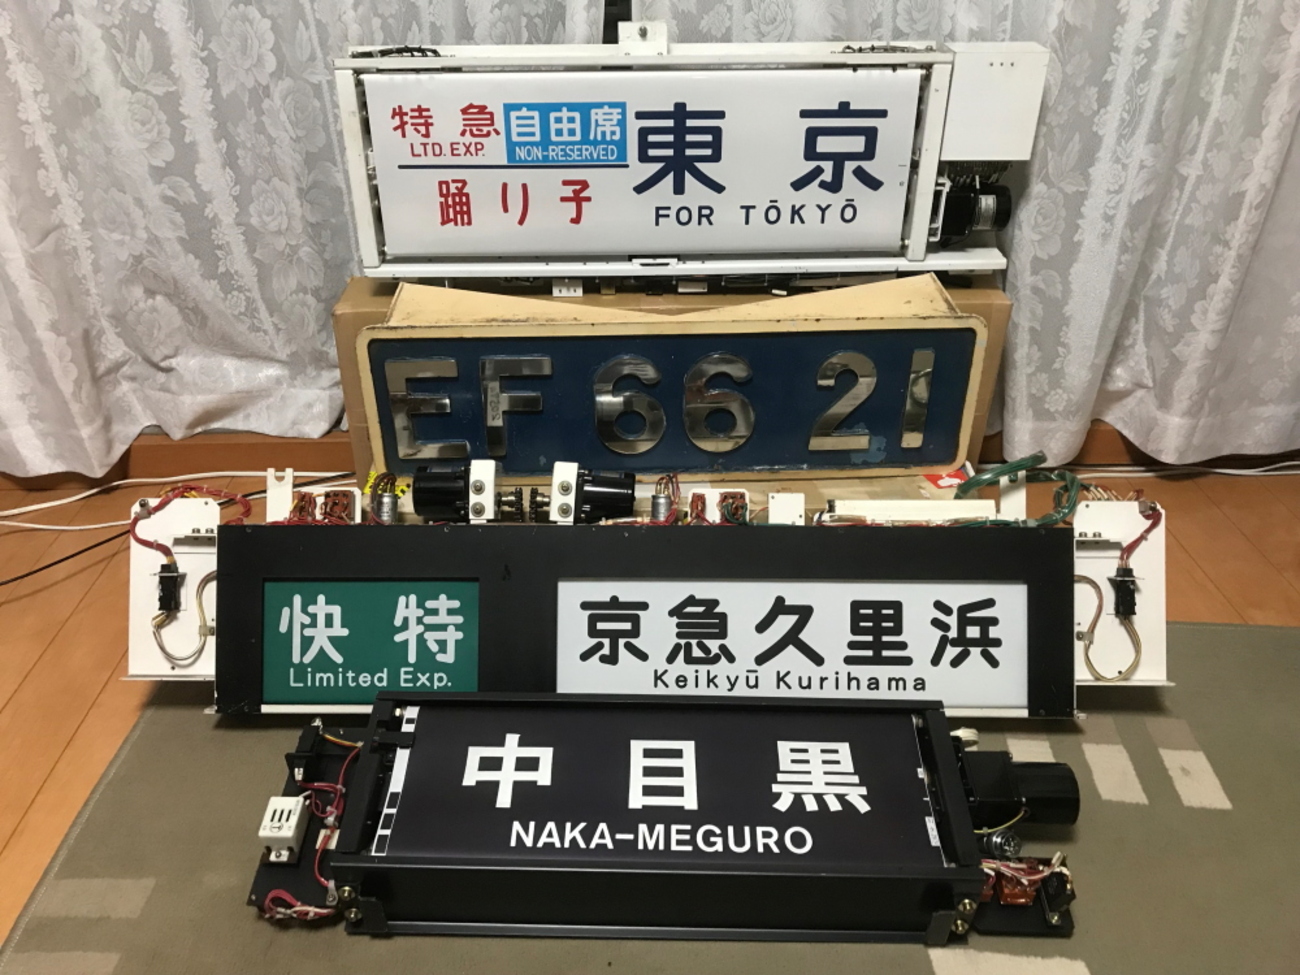 特急 自由席 東京
LTD. EXP. NON-RESERVED
踊り子 FOR TŌKYŌ
EF 66 21
快特 京急久里浜
Limited Exp. Keikyū Kurihama
中目黒
NAKA-MEGURO